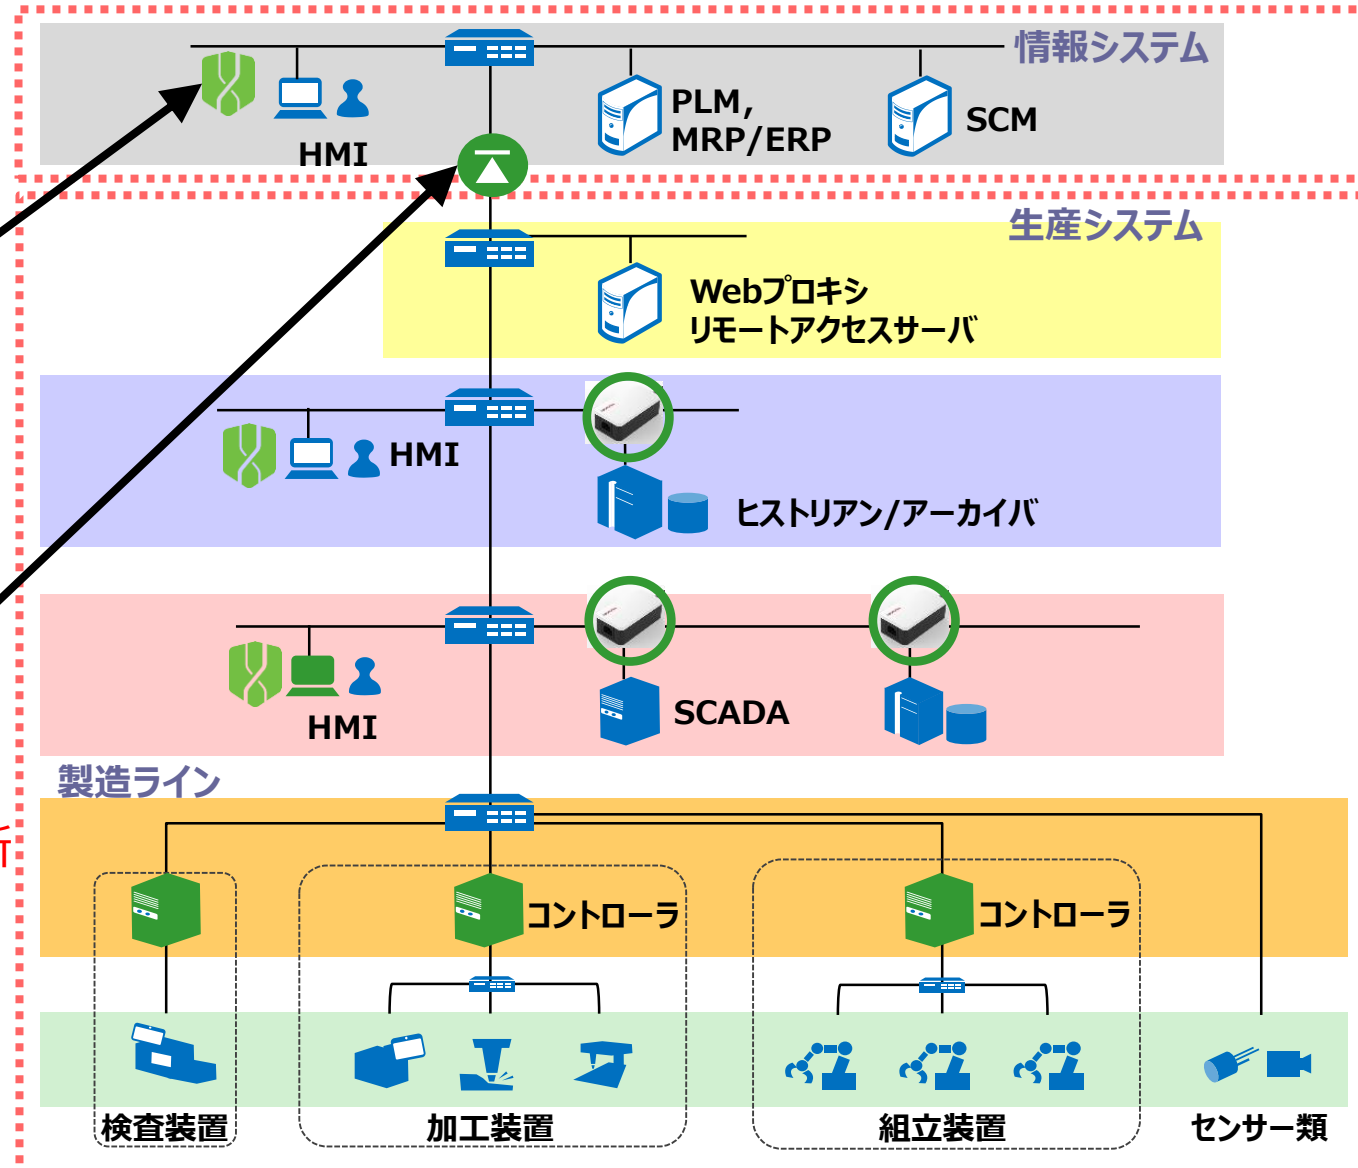 情報システム
PLM,
MRP/ERP
SCM
HMI
生産システム
Webプロキシ
リモートアクセスサーバ
HMI
ヒストリアン/アーカイバ
SCADA
HMI
製造ライン
コントローラ
コントローラ
検査装置
加工装置
組立装置
センサー類